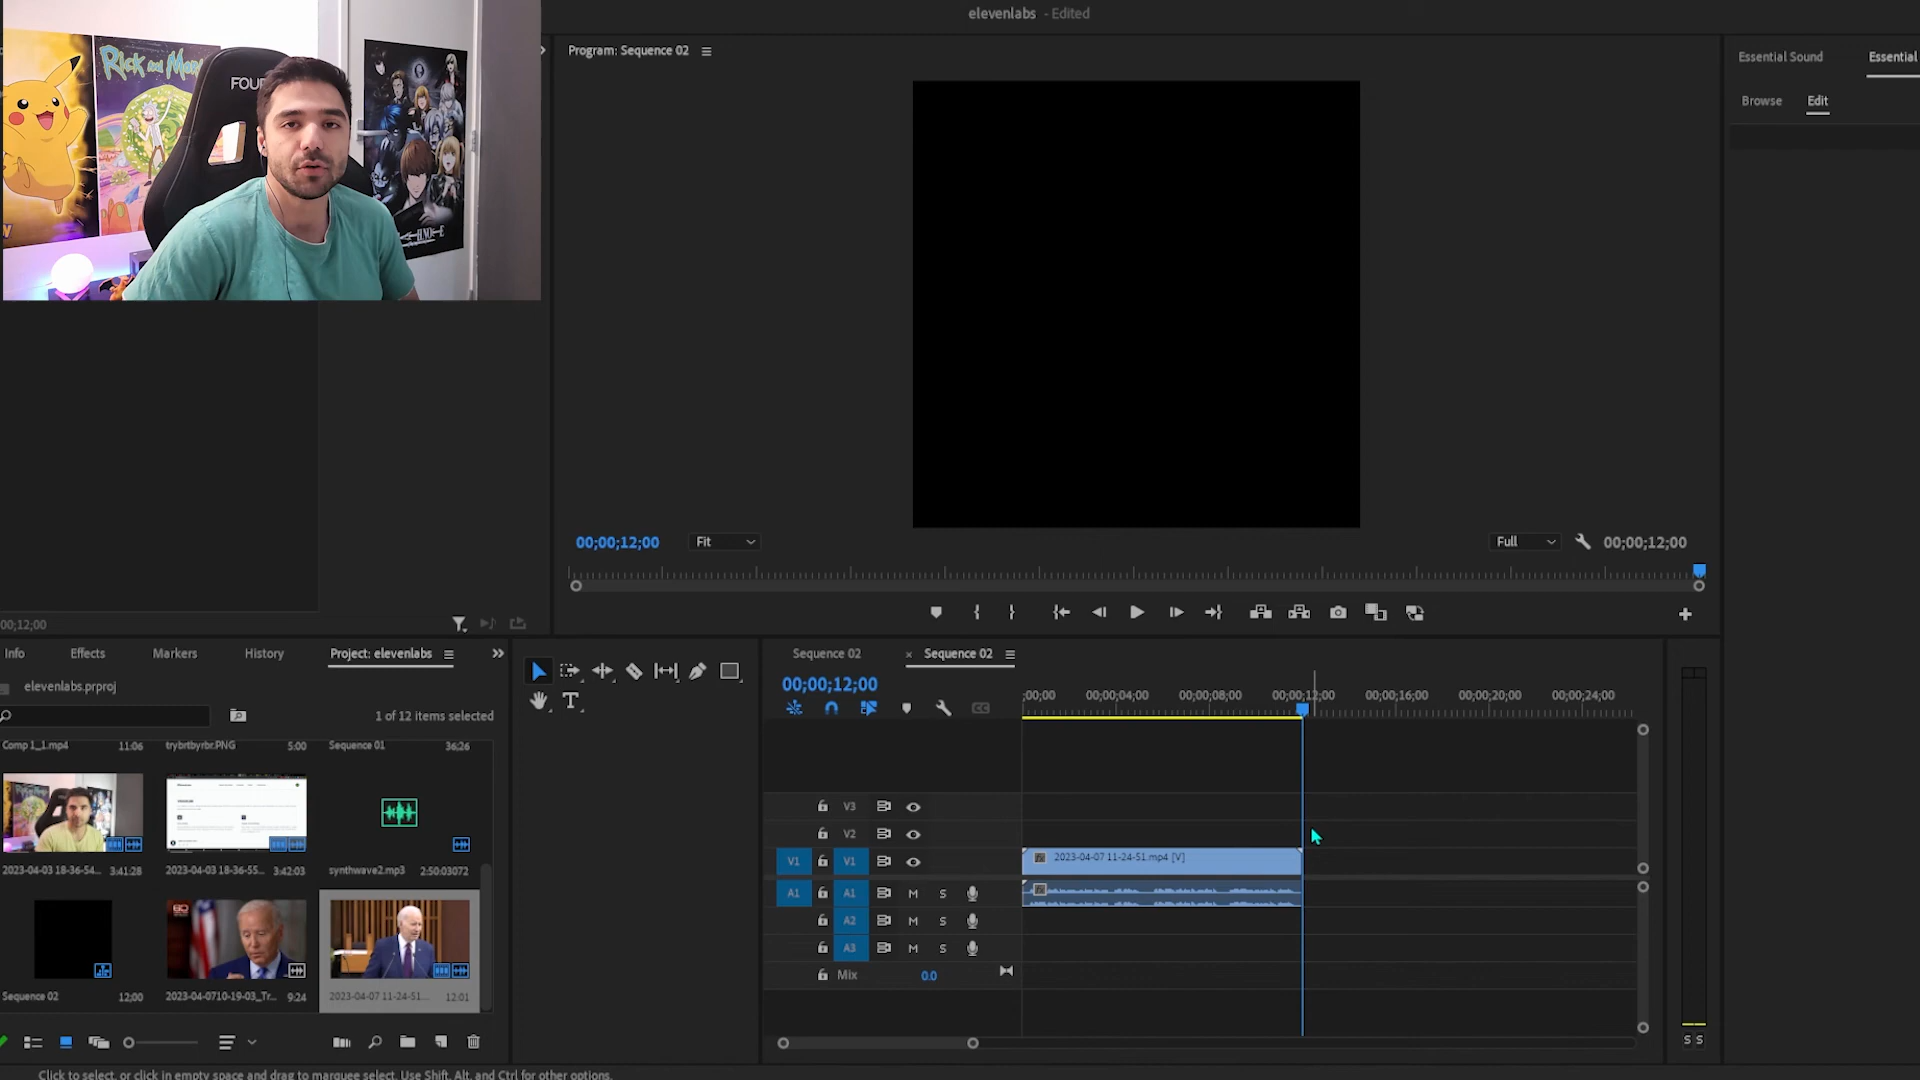 elevenlabs - Edited
Rick and Mor
FOU
Program: Sequence 02
Essential Sound
Essential
Browse
Edit
00;00;12;00
Fit
Full
00;00;12;00
00;12;00
Info
Effects
Markers
History
Project: elevenlabs
elevenlabs.prproj
1 of 12 items selected
Comp 1_1.mp4
11:06
trybrtbyrbr.PNG
5:00
Sequence 01
36;26
2023-04-03 18-36-54...
3:41:28
2023-04-03 18-36-55...
3:42:03
synthwave2.mp3
2:50:03072
60
Sequence 02
12;00
2023-04-0710-19-03_Tr...
9:24
2023-04-07 11-24-51...
12:01
Sequence 02
× Sequence 02
00;00;12;00
;00;00
00;00;04;00
00;00;08;00
00;00;12;00
00;00;16;00
00;00;20;00
00;00;24;00
V3
V2
V1
V1
2023-04-07 11-24-51.mp4 [V]
A1
A1
M
S
A2
M
S
A3
M
S
Mix
0.0
S S
Click to select, or click in empty space and drag to marquee select. Use Shift, Alt, and Ctrl for other options.